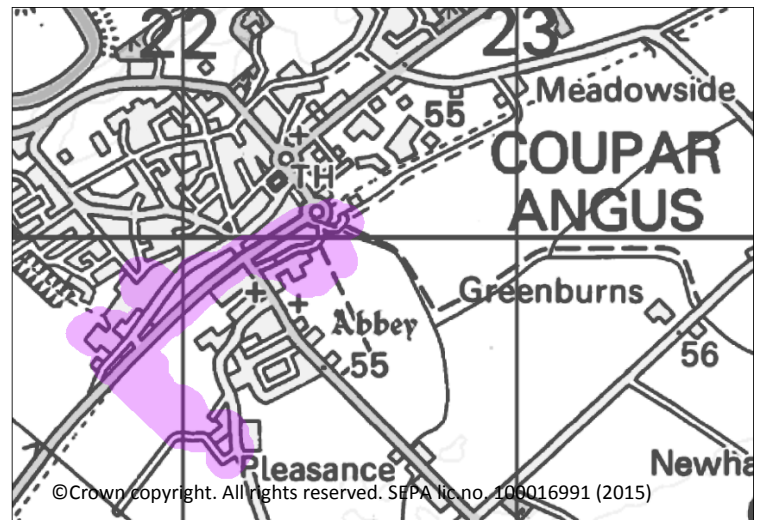 22
23
Meadowside
55
COUPAR
ANGUS
TH
Greenburns
Abbey
55
56
Pleasance
Newha
©Crown copyright. All rights reserved. SEPA lic.no. 100016991 (2015)